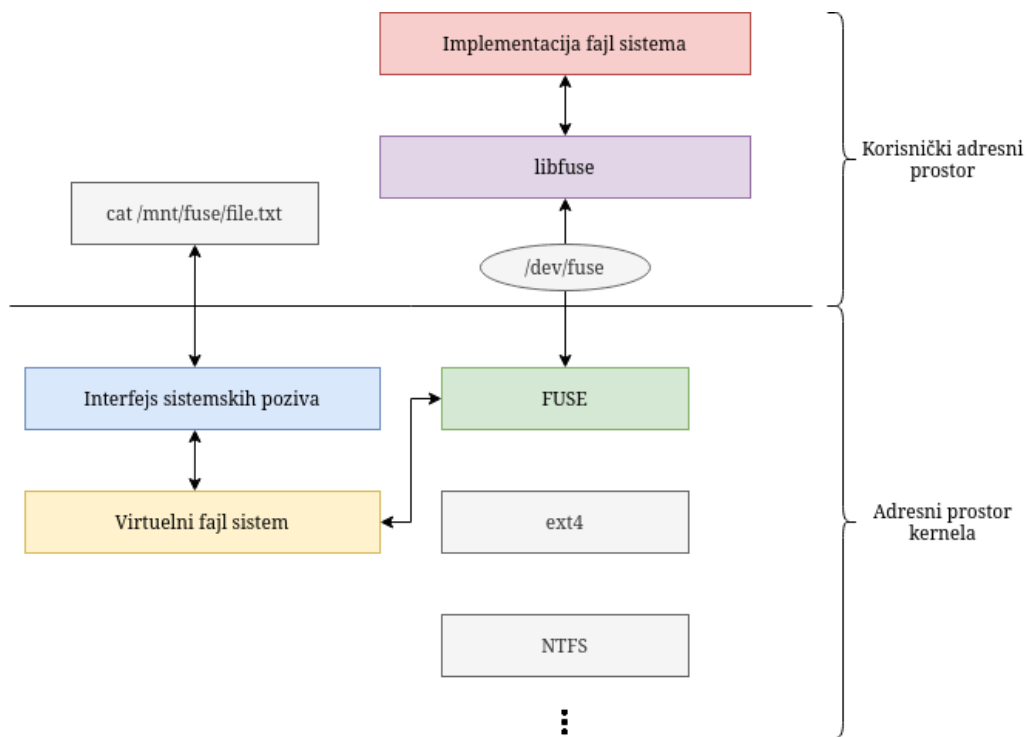 Implementacija fajl sistema
Korisnički adresni
prostor
libfuse
cat /mnt/fuse/file.txt
/dev/fuse
Interfejs sistemskih poziva
FUSE
Virtuelni fajl sistem
ext4
Adresni prostor
kernela
NTFS